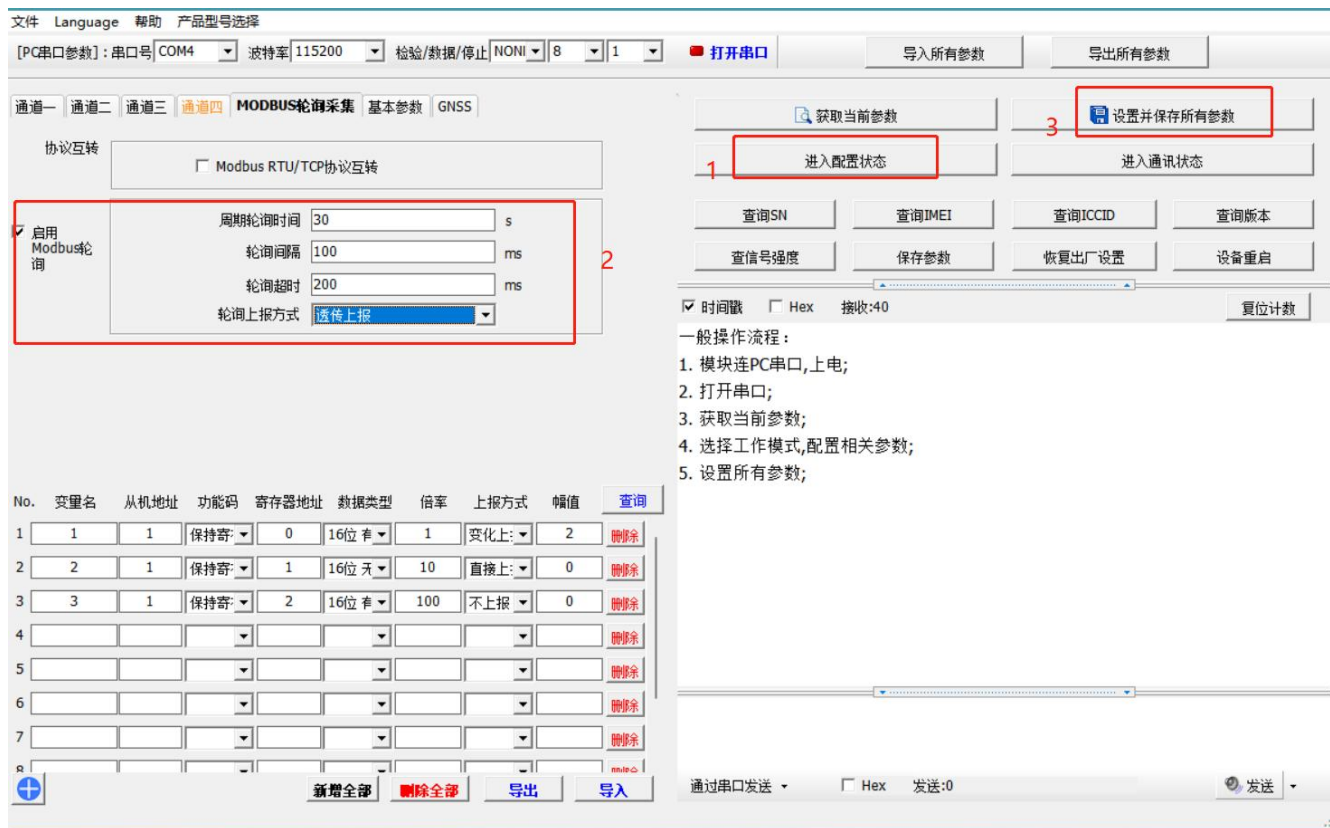 文件 Language 帮助 产品型号选择
[PC串口参数]：串口号 COM4 波特率 115200 检验/数据/停止 NONI 8 1 打开串口 导入所有参数 导出所有参数
通道一 通道二 通道三 通道四 MODBUS轮询采集 基本参数 GNSS
获取当前参数 3 设置并保存所有参数
协议互转 Modbus RTU/TCP协议互转
1 进入配置状态 进入通讯状态
启用 Modbus轮询
周期轮询时间 30 s
轮询间隔 100 ms
轮询超时 200 ms
轮询上报方式 透传上报
2
查询SN 查询IMEI 查询ICCID 查询版本
查信号强度 保存参数 恢复出厂设置 设备重启
时间戳 Hex 接收:40 复位计数
一般操作流程：
1. 模块连PC串口,上电;
2. 打开串口;
3. 获取当前参数;
4. 选择工作模式,配置相关参数;
5. 设置所有参数;
No. 变量名 从机地址 功能码 寄存器地址 数据类型 倍率 上报方式 幅值 查询
1 1 1 保持寄 0 16位 有 1 变化上 2 删除
2 2 1 保持寄 1 16位 无 10 直接上 0 删除
3 3 1 保持寄 2 16位 有 100 不上报 0 删除
4 删除
5 删除
6 删除
7 删除
8 删除
新增全部 删除全部 导出 导入
通过串口发送 Hex 发送:0 发送